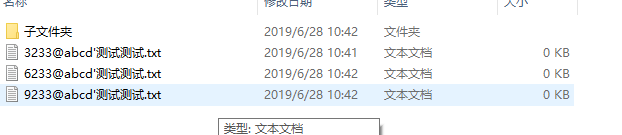 名称 修改日期 类型 大小
子文件夹 2019/6/28 10:42 文件夹
3233@abcd'测试测试.txt 2019/6/28 10:41 文本文档 0 KB
6233@abcd'测试测试.txt 2019/6/28 10:42 文本文档 0 KB
9233@abcd'测试测试.txt 2019/6/28 10:42 文本文档 0 KB
类型: 文本文档